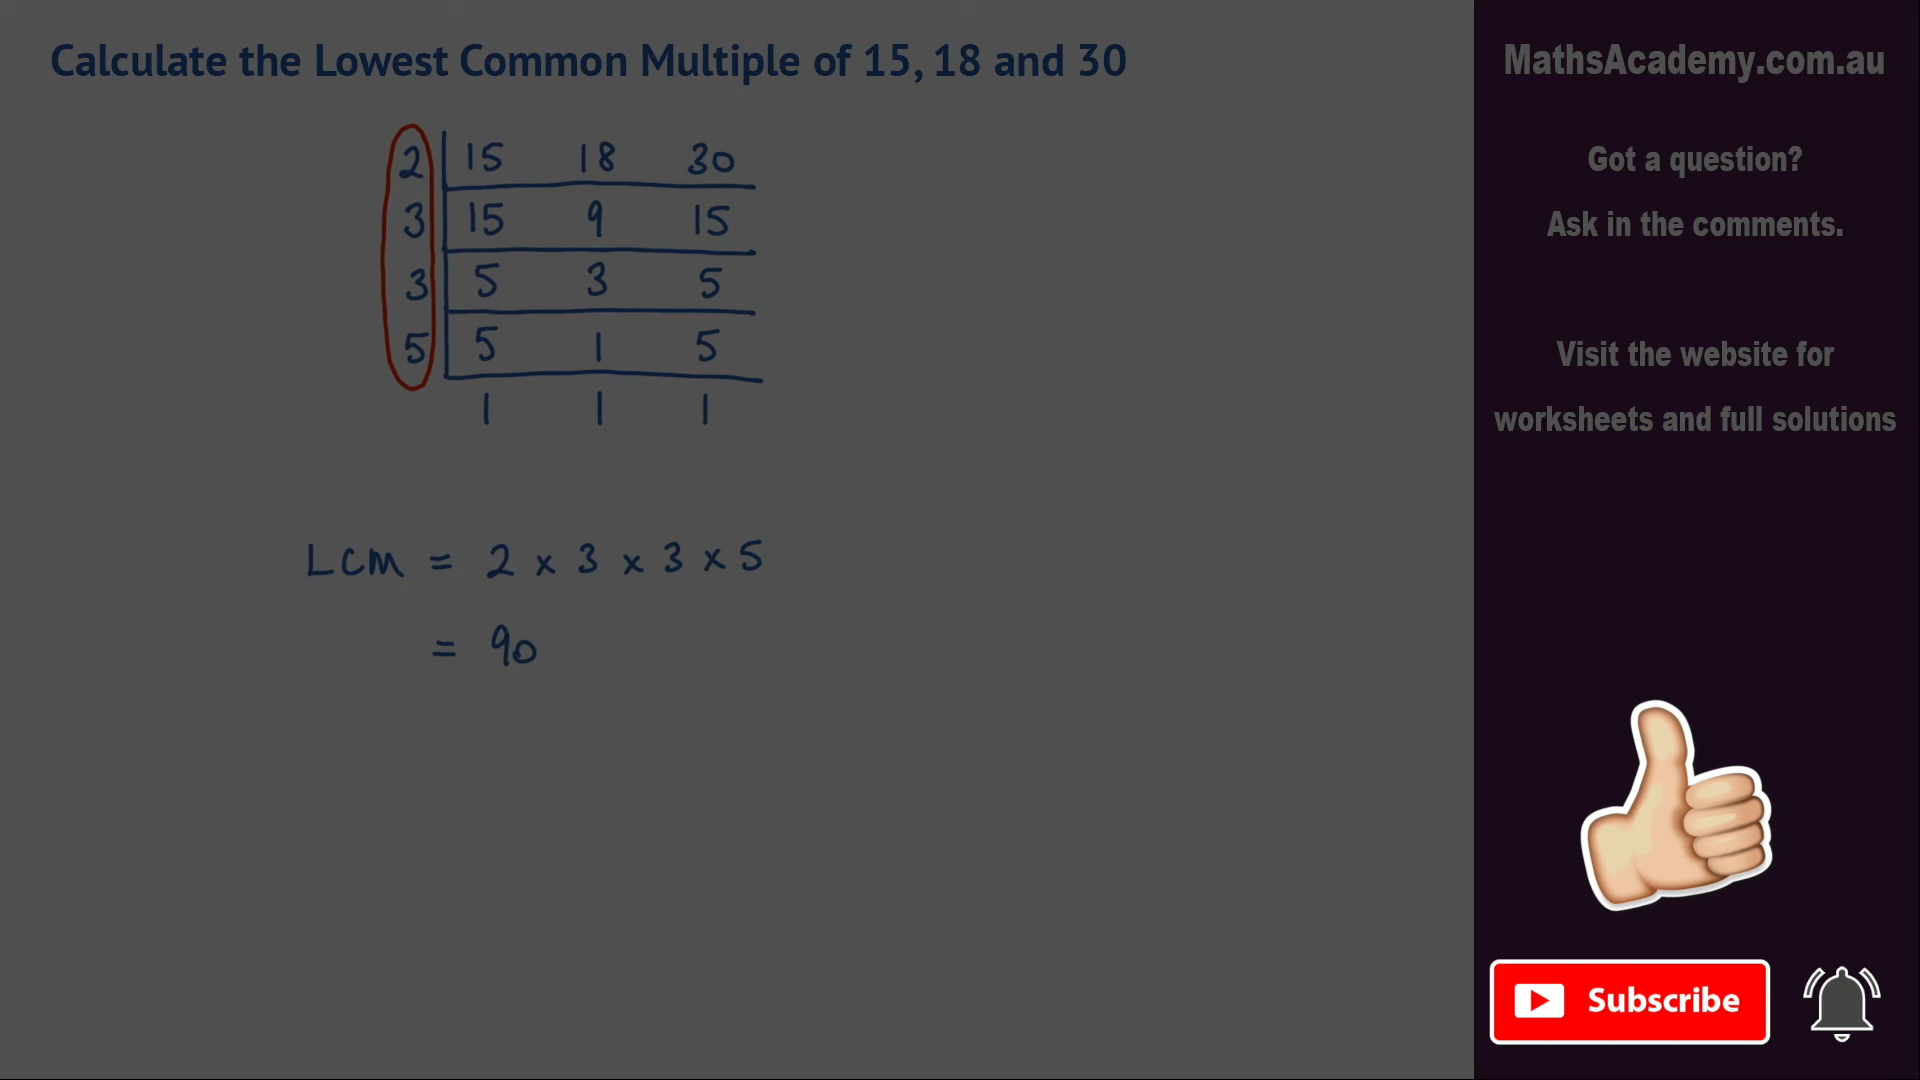 Calculate the Lowest Common Multiple of 15, 18 and 30
2 15 18 30
3 15 9 15
3 5 3 5
5 5 1 5
1 1 1
LCM = 2 x 3 x 3 x 5
= 90
MathsAcademy.com.au
Got a question?
Ask in the comments.
Visit the website for
worksheets and full solutions
Subscribe